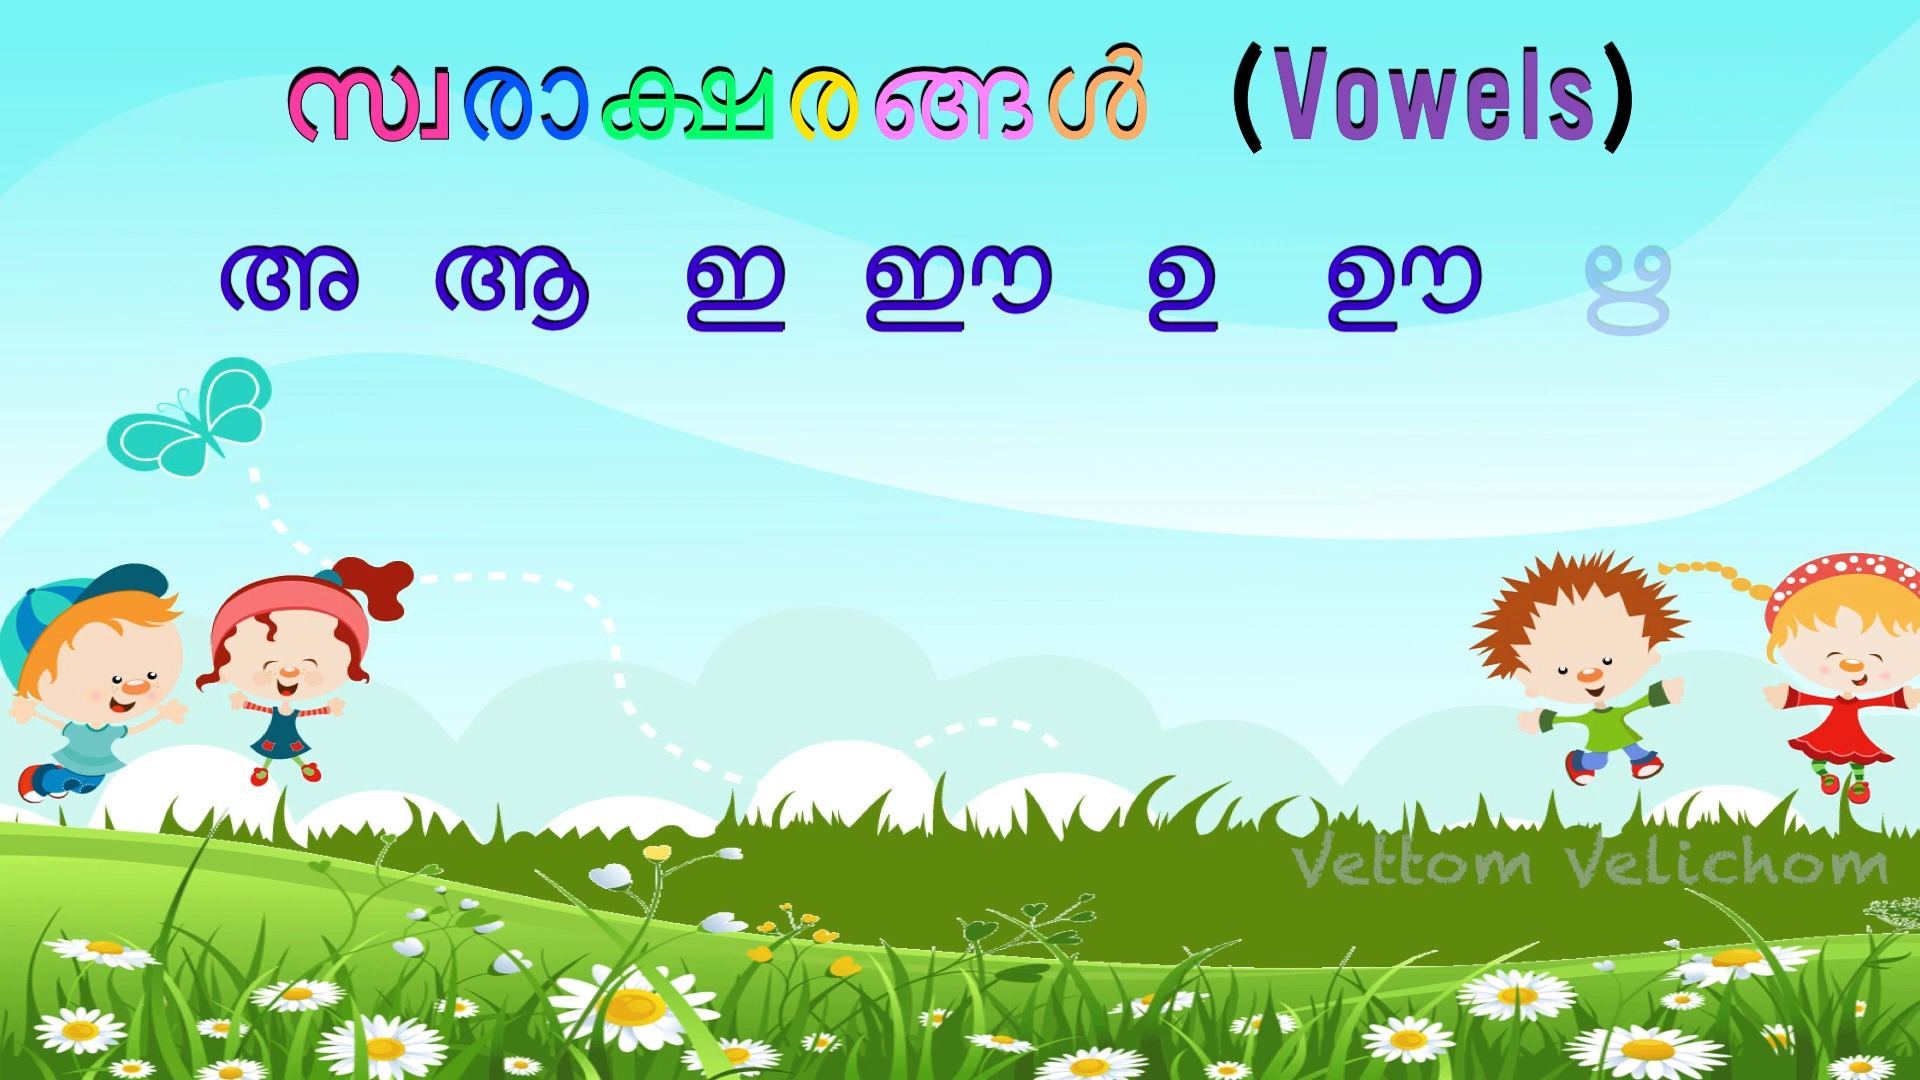 സ്വരാക്ഷരങ്ങൾ (Vowels)
അ ആ ഇ ഈ ഉ ഊ ഋ
Vettom Velichom